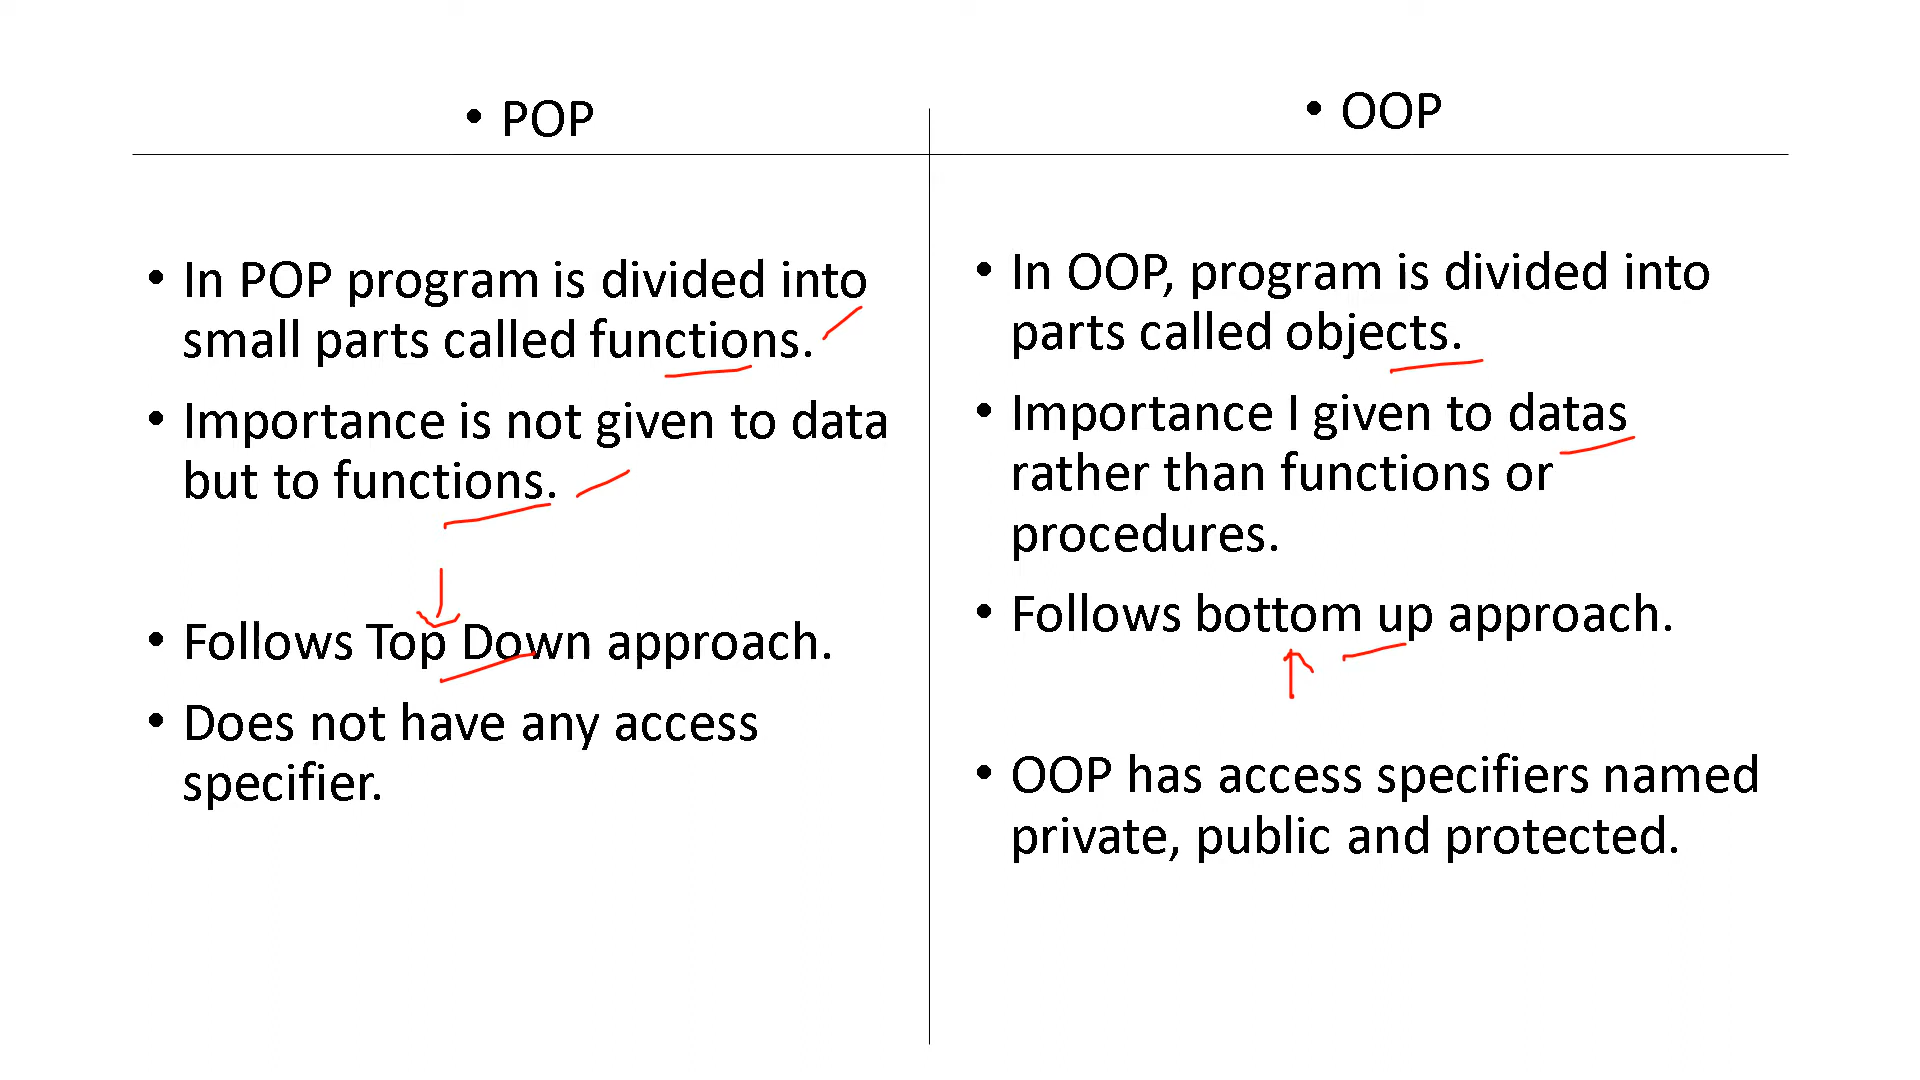 • POP
• In POP program is divided into
small parts called functions.
• Importance is not given to data
but to functions.
• Follows Top Down approach.
• Does not have any access
specifier.
• OOP
• In OOP, program is divided into
parts called objects.
• Importance I given to datas
rather than functions or
procedures.
• Follows bottom up approach.
• OOP has access specifiers named
private, public and protected.